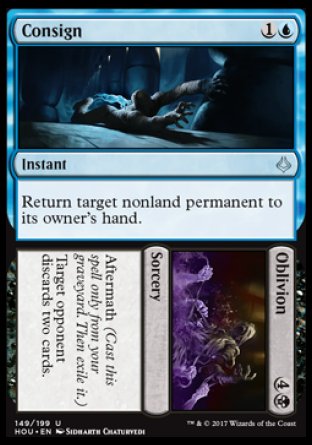 Consign 1
Instant
Return target nonland permanent to
its owner's hand.
Oblivion 4
Sorcery
Aftermath (Cast this
spell only from your
graveyard. Then exile it.)
Target opponent
discards two cards.
149/199 U
HOU • EN Sidharth Chaturvedi
™ & © 2017 Wizards of the Coast